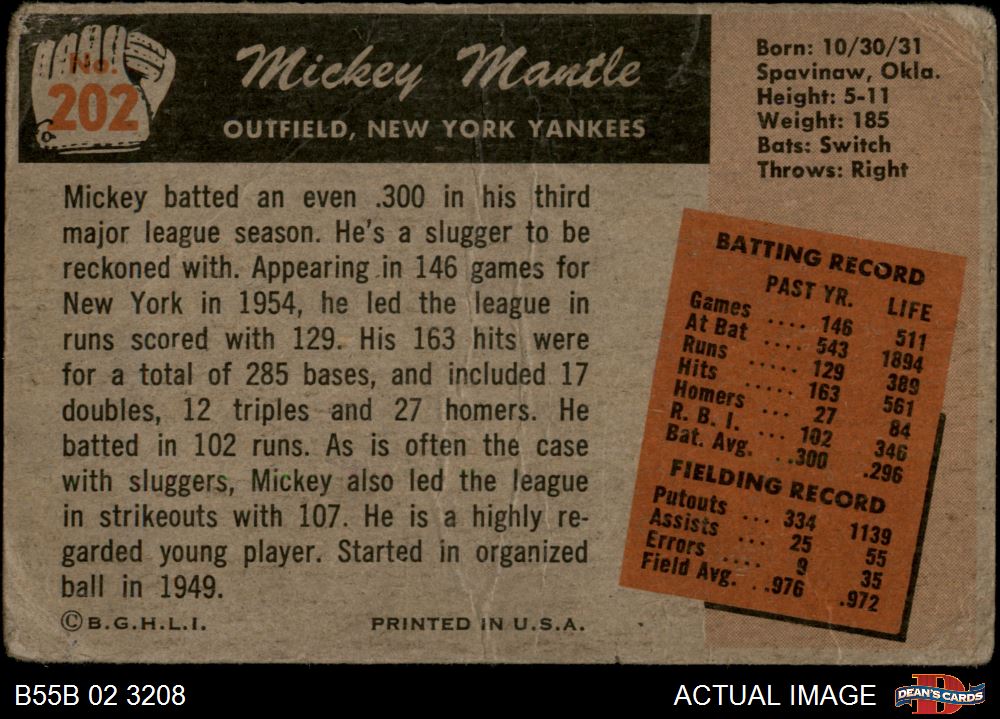 No.
202
Mickey Mantle
OUTFIELD, NEW YORK YANKEES
Born: 10/30/31
Spavinaw, Okla.
Height: 5-11
Weight: 185
Bats: Switch
Throws: Right
Mickey batted an even .300 in his third
major league season. He's a slugger to be
reckoned with. Appearing in 146 games for
New York in 1954, he led the league in
runs scored with 129. His 163 hits were
for a total of 285 bases, and included 17
doubles, 12 triples and 27 homers. He
batted in 102 runs. As is often the case
with sluggers, Mickey also led the league
in strikeouts with 107. He is a highly re-
garded young player. Started in organized
ball in 1949.
©B.G.H.L.I. PRINTED IN U.S.A.
BATTING RECORD
PAST YR. LIFE
Games .... 146 511
At Bat .... 543 1894
Runs ..... 129 389
Hits ..... 163 561
Homers ... 27 84
R. B. I. ... 102 346
Bat. Avg. ..300 .296
FIELDING RECORD
Putouts ... 334 1139
Assists ... 25 55
Errors .... 9 35
Field Avg. ..976 .972
B55B 02 3208
ACTUAL IMAGE
D
DEAN'S CARDS